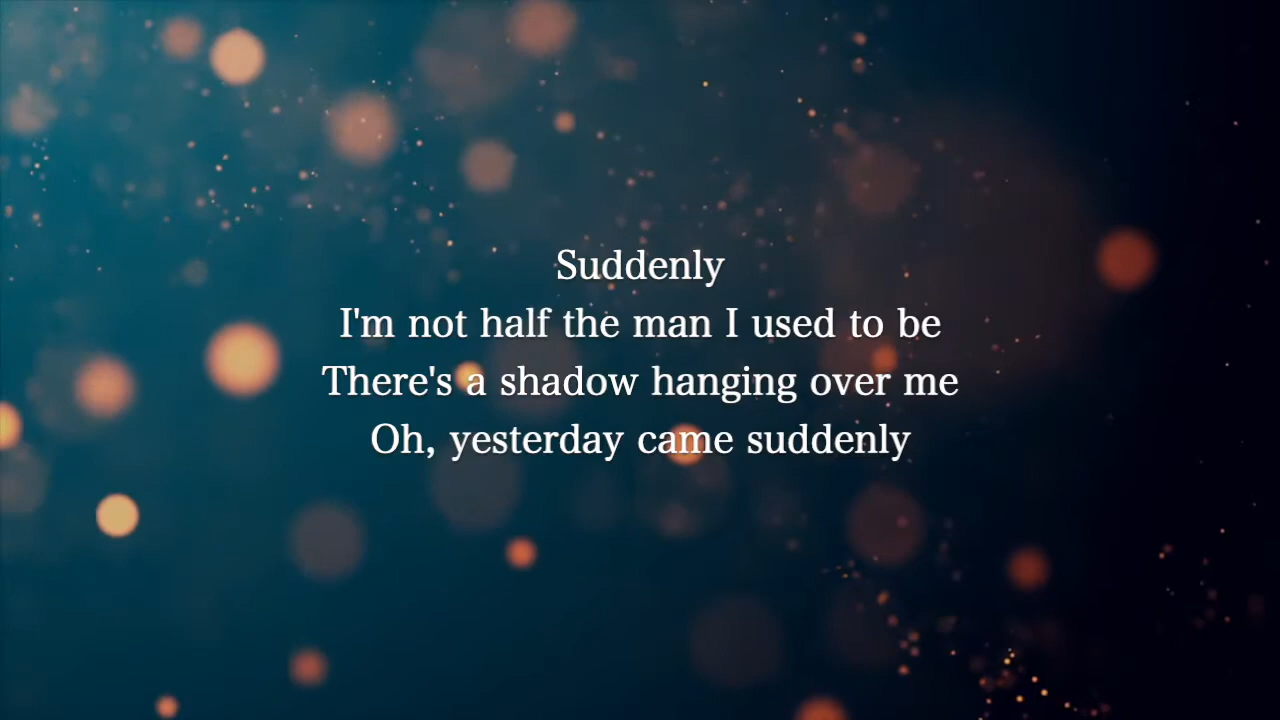 Suddenly
I'm not half the man I used to be
There's a shadow hanging over me
Oh, yesterday came suddenly